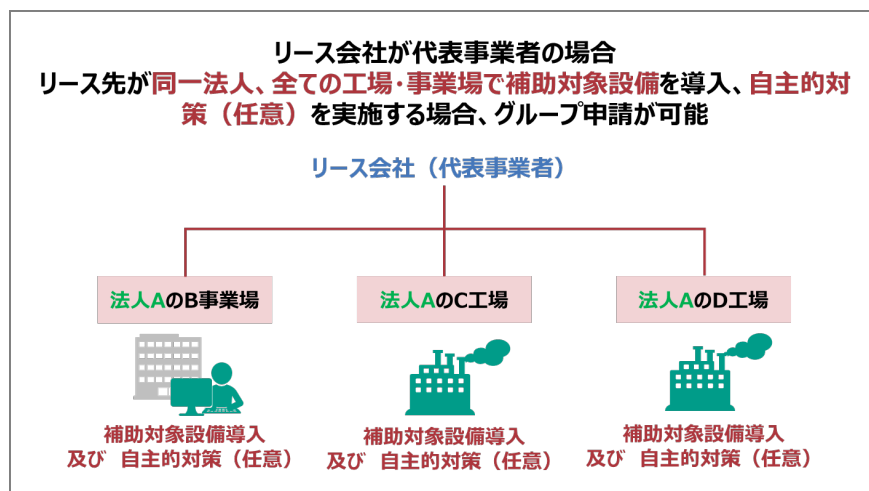 リース会社が代表事業者の場合
リース先が同一法人、全ての工場・事業場で補助対象設備を導入、自主的対
策（任意）を実施する場合、グループ申請が可能
リース会社（代表事業者）
法人AのB事業場
法人AのC工場
法人AのD工場
補助対象設備導入
及び 自主的対策（任意）
補助対象設備導入
及び 自主的対策（任意）
補助対象設備導入
及び 自主的対策（任意）